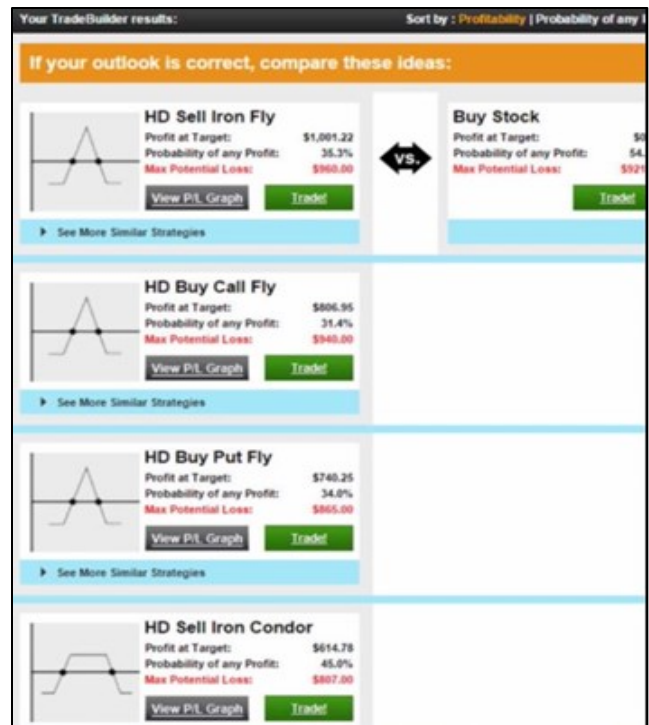 Your TradeBuilder results: Sort by : Profitability | Probability of any
If your outlook is correct, compare these ideas:
HD Sell Iron Fly
Profit at Target: $1,001.22
Probability of any Profit: 35.3%
Max Potential Loss: $960.00
View P/L Graph Trade!
See More Similar Strategies
VS.
Buy Stock
Profit at Target: $0
Probability of any Profit: 54.
Max Potential Loss: $921
Trade!
HD Buy Call Fly
Profit at Target: $806.95
Probability of any Profit: 31.4%
Max Potential Loss: $940.00
View P/L Graph Trade!
See More Similar Strategies
HD Buy Put Fly
Profit at Target: $740.25
Probability of any Profit: 34.0%
Max Potential Loss: $865.00
View P/L Graph Trade!
See More Similar Strategies
HD Sell Iron Condor
Profit at Target: $614.78
Probability of any Profit: 45.0%
Max Potential Loss: $807.00
View P/L Graph Trade!